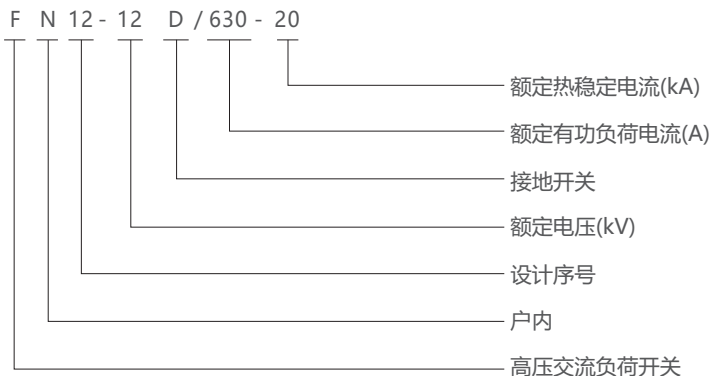 F N 12 - 12 D / 630 - 20
额定热稳定电流(kA)
额定有功负荷电流(A)
接地开关
额定电压(kV)
设计序号
户内
高压交流负荷开关